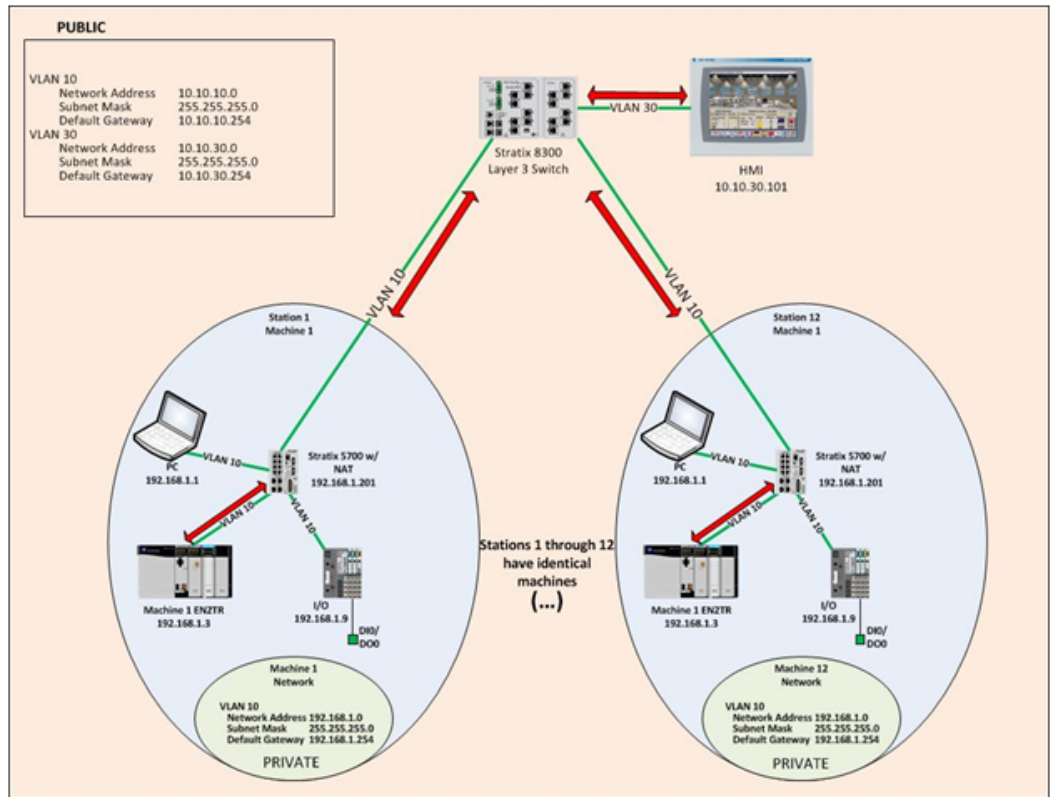 PUBLIC
VLAN 10
Network Address 10.10.10.0
Subnet Mask 255.255.255.0
Default Gateway 10.10.10.254
VLAN 30
Network Address 10.10.30.0
Subnet Mask 255.255.255.0
Default Gateway 10.10.30.254
VLAN 30
Stratix 8300
Layer 3 Switch
HMI
10.10.30.101
VLAN 10
VLAN 10
Station 1
Machine 1
PC
192.168.1.1
VLAN 10
Stratix 5700 w/
NAT
192.168.1.201
VLAN 10
VLAN 10
Machine 1 EN2TR
192.168.1.3
I/O
192.168.1.9
DI0/
DO0
Machine 1
Network
VLAN 10
Network Address 192.168.1.0
Subnet Mask 255.255.255.0
Default Gateway 192.168.1.254
PRIVATE
Stations 1 through 12
have identical
machines
(...)
Station 12
Machine 1
PC
192.168.1.1
VLAN 10
Stratix 5700 w/
NAT
192.168.1.201
VLAN 10
VLAN 10
Machine 1 EN2TR
192.168.1.3
I/O
192.168.1.9
DI0/
DO0
Machine 12
Network
VLAN 10
Network Address 192.168.1.0
Subnet Mask 255.255.255.0
Default Gateway 192.168.1.254
PRIVATE